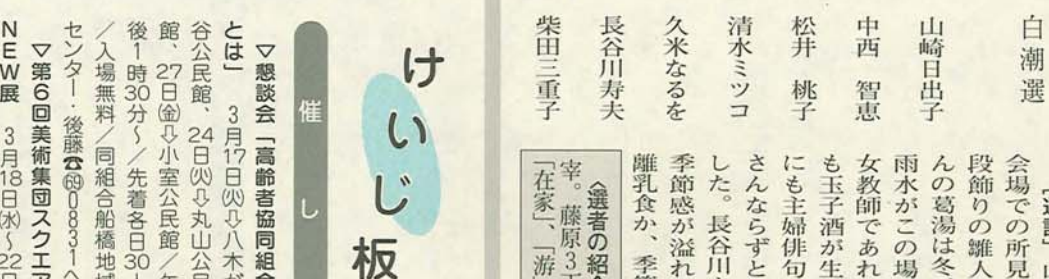 白潮選
山崎日出子
中西 智恵
松井 桃子
清水ミツコ
久米なるを
長谷川寿夫
柴田三重子
会場での所見
段飾りの雛人
んの葛湯は冬
雨水がこの場
女教師であれ
も玉子酒が生
にも主婦俳句
さんならずと
した。長谷川
季節感が溢れ
離乳食か、季節
〈選者の紹介
宰。藤原3
「在家」、「游
けいじ板
催し
▽懇談会「高齢者協同組合
とは」 3月17日㈫⇩八木が
谷公民館、24日㈫⇩丸山公民
館、27日㈮⇩小室公民館/午
後1時30分~/先着各日30
/入場無料/同組合船橋地域
センター・後藤☎㊿0831へ
▽第6回美術集団スクエア
NEW展 3月18日㈬~22日